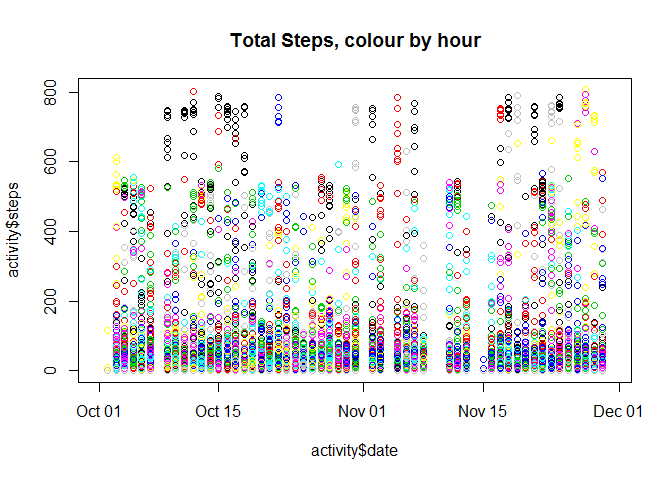 Total Steps, colour by hour
activity$steps
800
600
400
200
0
Oct 01 Oct 15 Nov 01 Nov 15 Dec 01
activity$date